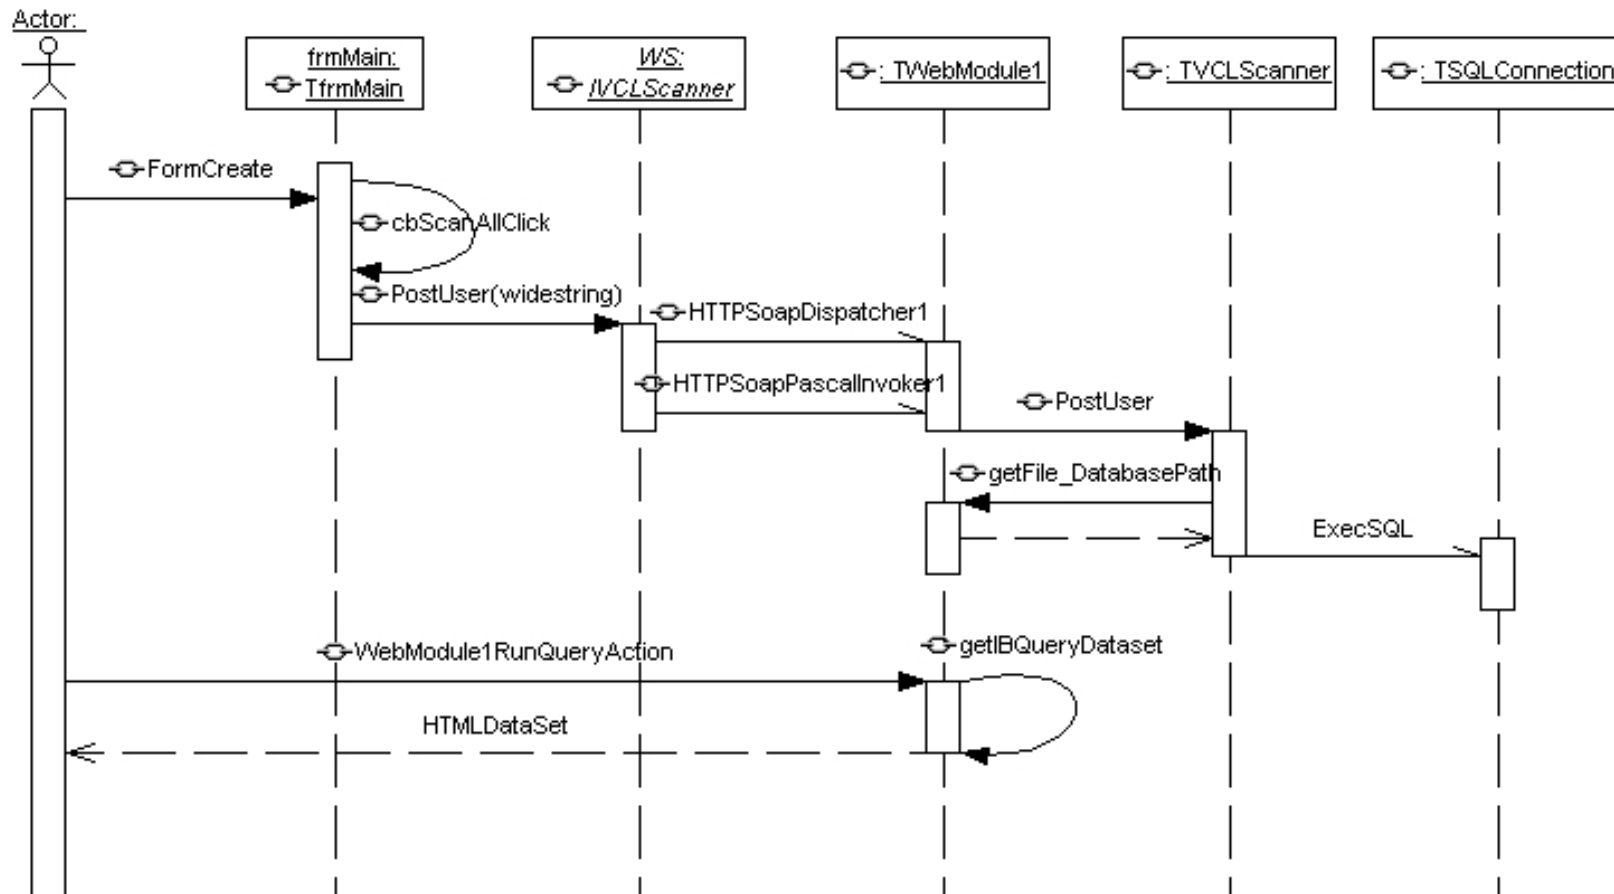 Actor:
frmMain:
TfrmMain
WS:
IVCLScanner
: TWebModule1
: TVCLScanner
: TSQLConnection
FormCreate
cbScanAllClick
PostUser(widestring)
HTTPSoapDispatcher1
HTTPSoapPascalInvoker1
PostUser
getFile_DatabasePath
ExecSQL
WebModule1RunQueryAction
getIBQueryDataset
HTMLDataSet